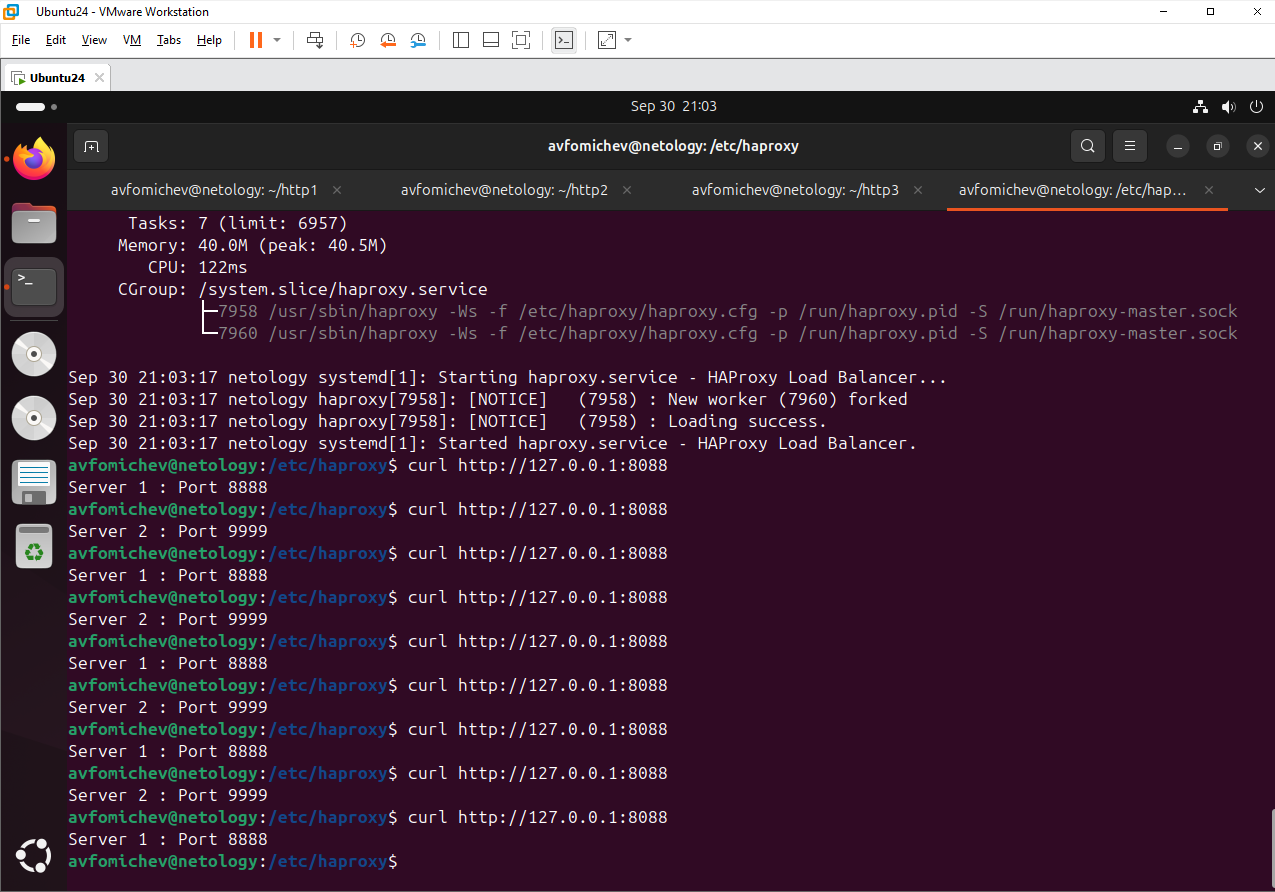 Ubuntu24 - VMware Workstation
File Edit View VM Tabs Help
Ubuntu24
Sep 30 21:03
avfomichev@netology: /etc/haproxy
avfomichev@netology: ~/http1 avfomichev@netology: ~/http2 avfomichev@netology: ~/http3 avfomichev@netology: /etc/hap...
Tasks: 7 (limit: 6957)
Memory: 40.0M (peak: 40.5M)
CPU: 122ms
CGroup: /system.slice/haproxy.service
├─7958 /usr/sbin/haproxy -Ws -f /etc/haproxy/haproxy.cfg -p /run/haproxy.pid -S /run/haproxy-master.sock
└─7960 /usr/sbin/haproxy -Ws -f /etc/haproxy/haproxy.cfg -p /run/haproxy.pid -S /run/haproxy-master.sock
Sep 30 21:03:17 netology systemd[1]: Starting haproxy.service - HAProxy Load Balancer...
Sep 30 21:03:17 netology haproxy[7958]: [NOTICE]   (7958) : New worker (7960) forked
Sep 30 21:03:17 netology haproxy[7958]: [NOTICE]   (7958) : Loading success.
Sep 30 21:03:17 netology systemd[1]: Started haproxy.service - HAProxy Load Balancer.
avfomichev@netology:/etc/haproxy$ curl http://127.0.0.1:8088
Server 1 : Port 8888
avfomichev@netology:/etc/haproxy$ curl http://127.0.0.1:8088
Server 2 : Port 9999
avfomichev@netology:/etc/haproxy$ curl http://127.0.0.1:8088
Server 1 : Port 8888
avfomichev@netology:/etc/haproxy$ curl http://127.0.0.1:8088
Server 2 : Port 9999
avfomichev@netology:/etc/haproxy$ curl http://127.0.0.1:8088
Server 1 : Port 8888
avfomichev@netology:/etc/haproxy$ curl http://127.0.0.1:8088
Server 2 : Port 9999
avfomichev@netology:/etc/haproxy$ curl http://127.0.0.1:8088
Server 1 : Port 8888
avfomichev@netology:/etc/haproxy$ curl http://127.0.0.1:8088
Server 2 : Port 9999
avfomichev@netology:/etc/haproxy$ curl http://127.0.0.1:8088
Server 1 : Port 8888
avfomichev@netology:/etc/haproxy$